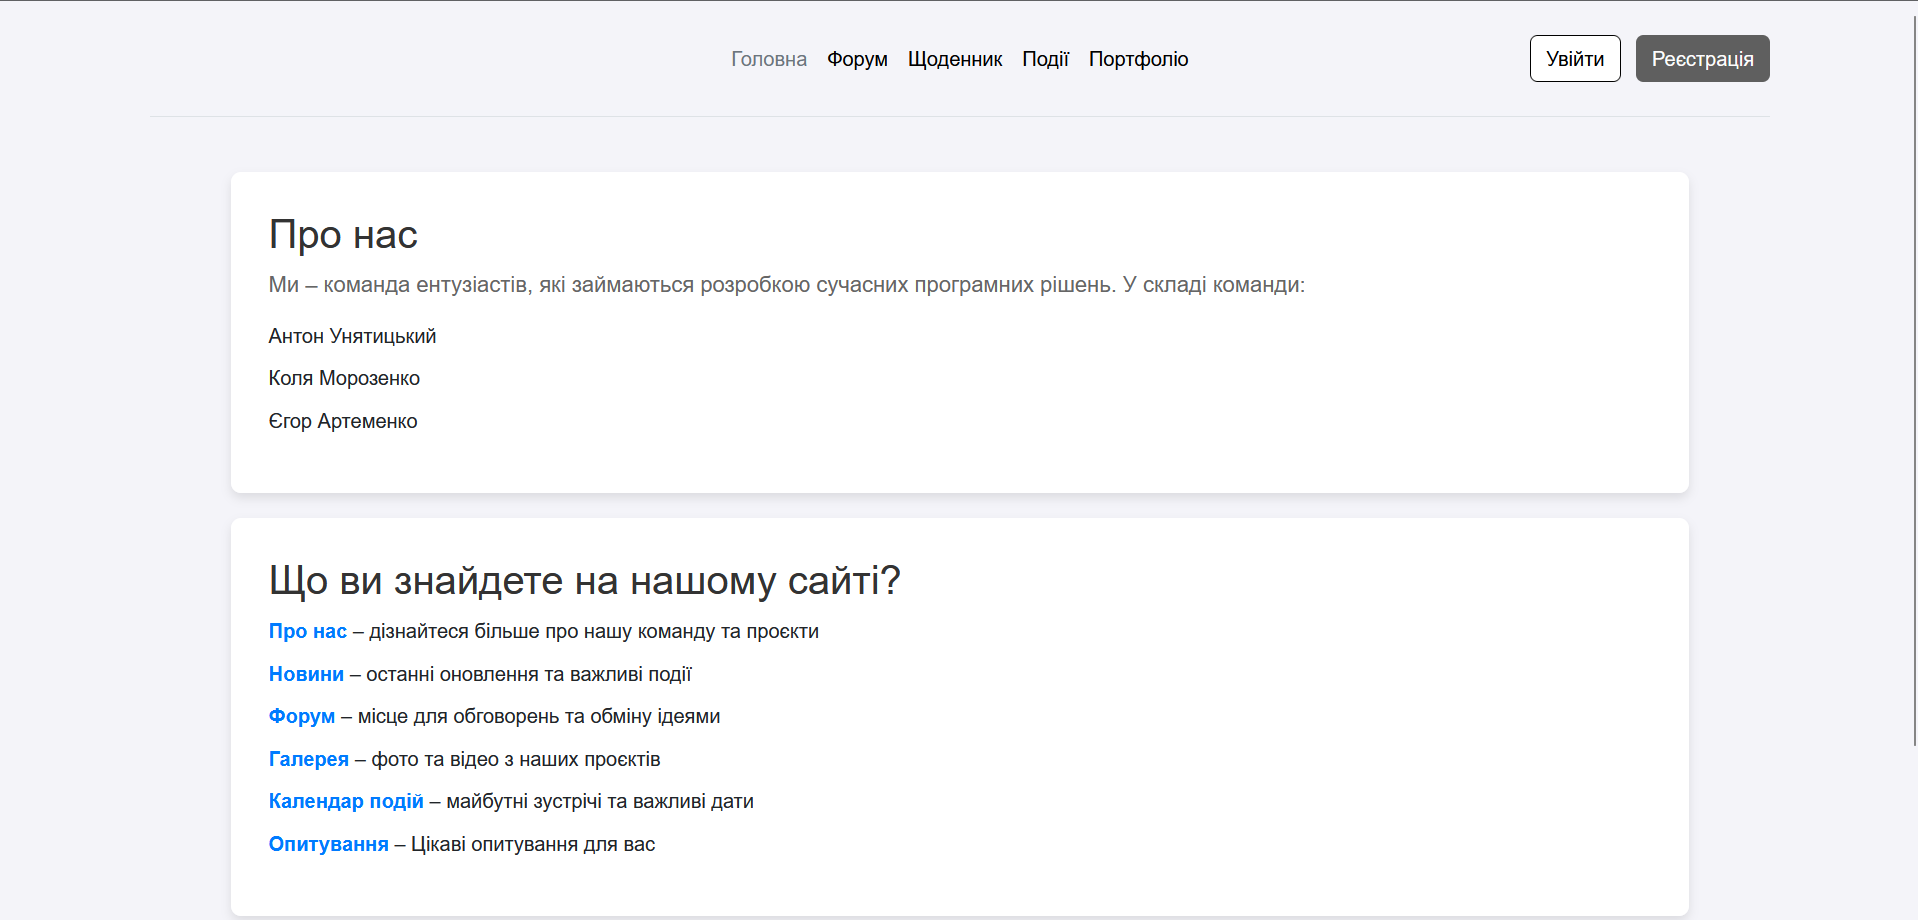 Головна Форум Щоденник Події Портфоліо Увійти Реєстрація
Про нас
Ми – команда ентузіастів, які займаються розробкою сучасних програмних рішень. У складі команди:
Антон Унятицький
Коля Морозенко
Єгор Артеменко
Що ви знайдете на нашому сайті?
Про нас – дізнайтеся більше про нашу команду та проєкти
Новини – останні оновлення та важливі події
Форум – місце для обговорень та обміну ідеями
Галерея – фото та відео з наших проєктів
Календар подій – майбутні зустрічі та важливі дати
Опитування – Цікаві опитування для вас